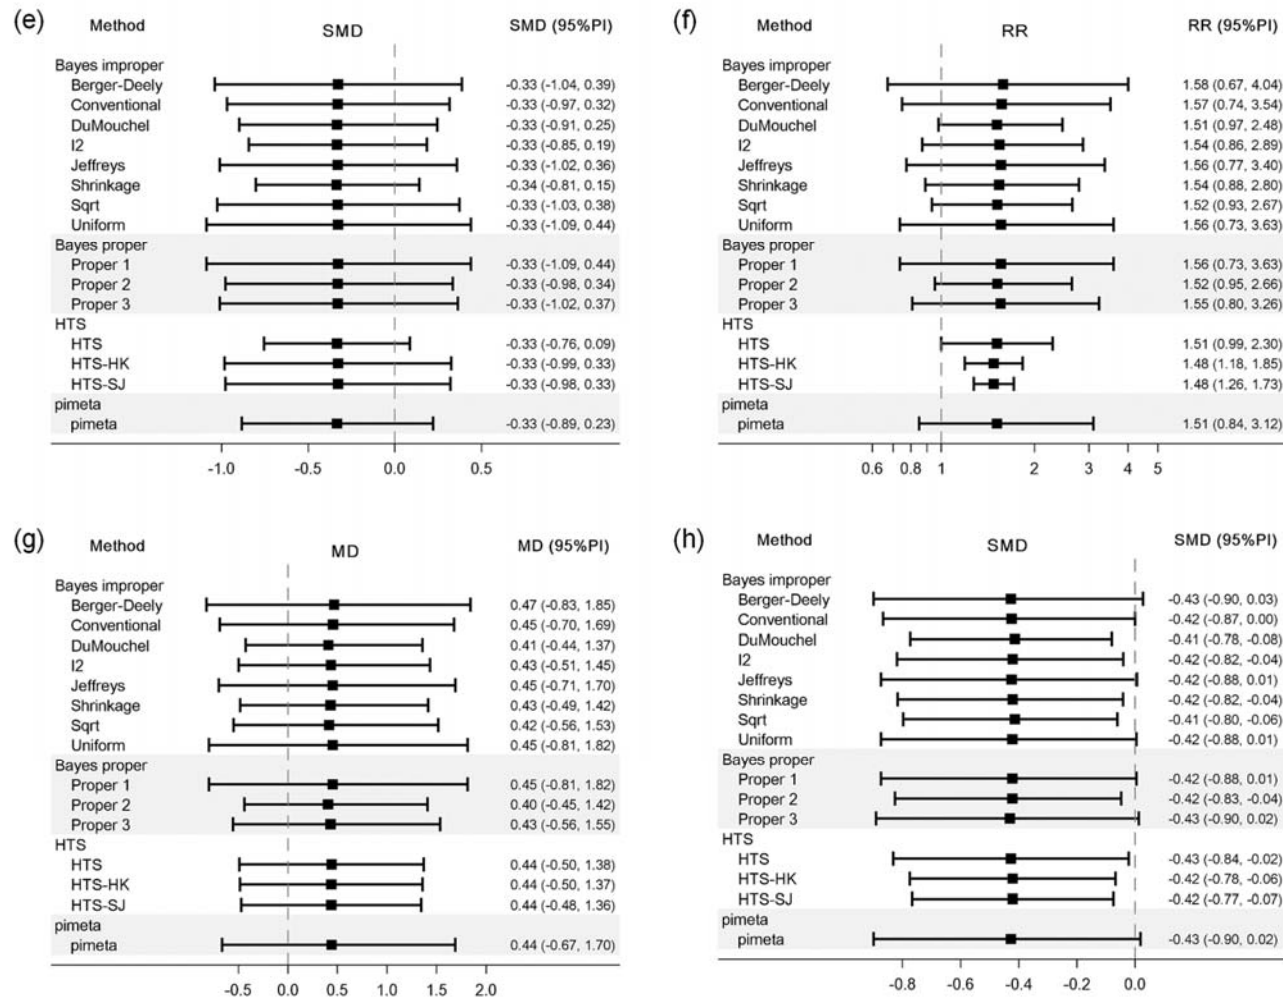 (e)
Method SMD SMD (95%PI)
Bayes improper
Berger-Deely -0.33 (-1.04, 0.39)
Conventional -0.33 (-0.97, 0.32)
DuMouchel -0.33 (-0.91, 0.25)
I2 -0.33 (-0.85, 0.19)
Jeffreys -0.33 (-1.02, 0.36)
Shrinkage -0.34 (-0.81, 0.15)
Sqrt -0.33 (-1.03, 0.38)
Uniform -0.33 (-1.09, 0.44)
Bayes proper
Proper 1 -0.33 (-1.09, 0.44)
Proper 2 -0.33 (-0.98, 0.34)
Proper 3 -0.33 (-1.02, 0.37)
HTS
HTS -0.33 (-0.76, 0.09)
HTS-HK -0.33 (-0.99, 0.33)
HTS-SJ -0.33 (-0.98, 0.33)
pimeta
pimeta -0.33 (-0.89, 0.23)
-1.0 -0.5 0.0 0.5
(f)
Method RR RR (95%PI)
Bayes improper
Berger-Deely 1.58 (0.67, 4.04)
Conventional 1.57 (0.74, 3.54)
DuMouchel 1.51 (0.97, 2.48)
I2 1.54 (0.86, 2.89)
Jeffreys 1.56 (0.77, 3.40)
Shrinkage 1.54 (0.88, 2.80)
Sqrt 1.52 (0.93, 2.67)
Uniform 1.56 (0.73, 3.63)
Bayes proper
Proper 1 1.56 (0.73, 3.63)
Proper 2 1.52 (0.95, 2.66)
Proper 3 1.55 (0.80, 3.26)
HTS
HTS 1.51 (0.99, 2.30)
HTS-HK 1.48 (1.18, 1.85)
HTS-SJ 1.48 (1.26, 1.73)
pimeta
pimeta 1.51 (0.84, 3.12)
0.6 0.8 1 2 3 4 5
(g)
Method MD MD (95%PI)
Bayes improper
Berger-Deely 0.47 (-0.83, 1.85)
Conventional 0.45 (-0.70, 1.69)
DuMouchel 0.41 (-0.44, 1.37)
I2 0.43 (-0.51, 1.45)
Jeffreys 0.45 (-0.71, 1.70)
Shrinkage 0.43 (-0.49, 1.42)
Sqrt 0.42 (-0.56, 1.53)
Uniform 0.45 (-0.81, 1.82)
Bayes proper
Proper 1 0.45 (-0.81, 1.82)
Proper 2 0.40 (-0.45, 1.42)
Proper 3 0.43 (-0.56, 1.55)
HTS
HTS 0.44 (-0.50, 1.38)
HTS-HK 0.44 (-0.50, 1.37)
HTS-SJ 0.44 (-0.48, 1.36)
pimeta
pimeta 0.44 (-0.67, 1.70)
-0.5 0.0 0.5 1.0 1.5 2.0
(h)
Method SMD SMD (95%PI)
Bayes improper
Berger-Deely -0.43 (-0.90, 0.03)
Conventional -0.42 (-0.87, 0.00)
DuMouchel -0.41 (-0.78, -0.08)
I2 -0.42 (-0.82, -0.04)
Jeffreys -0.42 (-0.88, 0.01)
Shrinkage -0.42 (-0.82, -0.04)
Sqrt -0.41 (-0.80, -0.06)
Uniform -0.42 (-0.88, 0.01)
Bayes proper
Proper 1 -0.42 (-0.88, 0.01)
Proper 2 -0.42 (-0.83, -0.04)
Proper 3 -0.43 (-0.90, 0.02)
HTS
HTS -0.43 (-0.84, -0.02)
HTS-HK -0.42 (-0.78, -0.06)
HTS-SJ -0.42 (-0.77, -0.07)
pimeta
pimeta -0.43 (-0.90, 0.02)
-0.8 -0.6 -0.4 -0.2 0.0